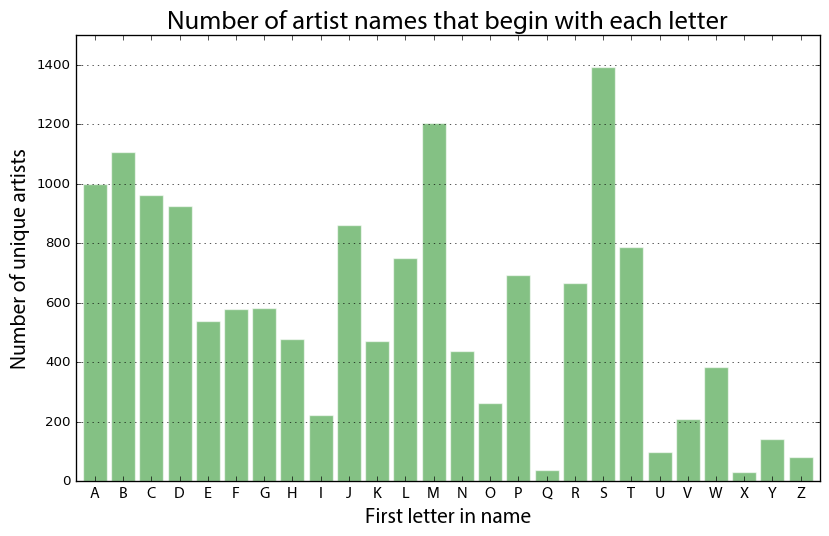 Number of artist names that begin with each letter
Number of unique artists
1400
1200
1000
800
600
400
200
0
A B C D E F G H I J K L M N O P Q R S T U V W X Y Z
First letter in name